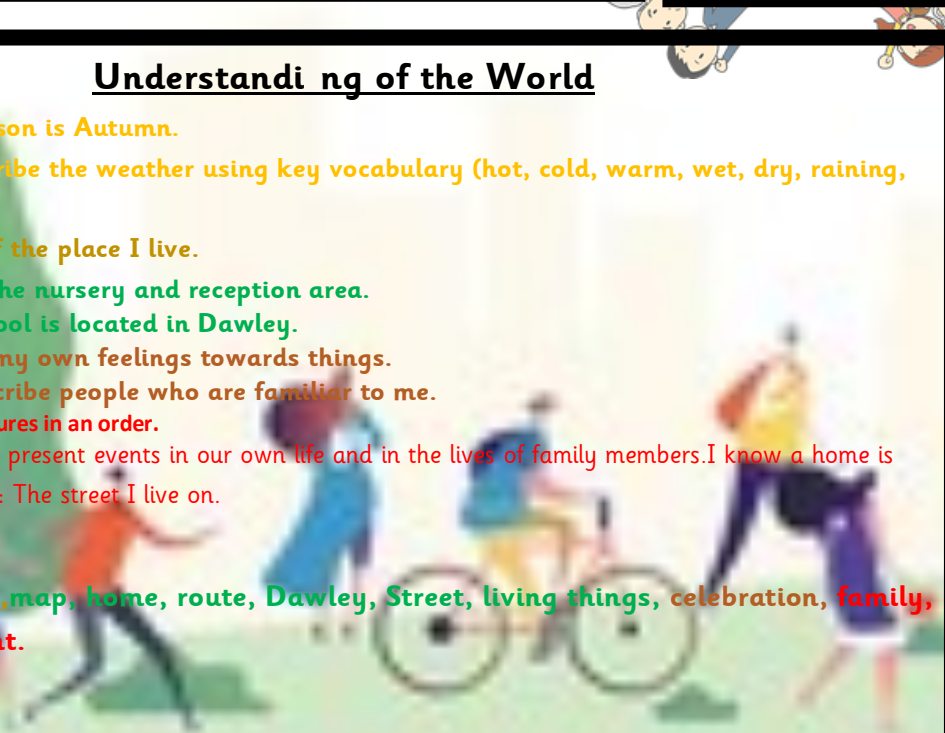 Understandi ng of the World
son is Autumn.
ribe the weather using key vocabulary (hot, cold, warm, wet, dry, raining,
the place I live.
he nursery and reception area.
ool is located in Dawley.
my own feelings towards things.
cribe people who are familiar to me.
ures in an order.
present events in our own life and in the lives of family members.I know a home is
: The street I live on.
,map, home, route, Dawley, Street, living things, celebration, family,
t.